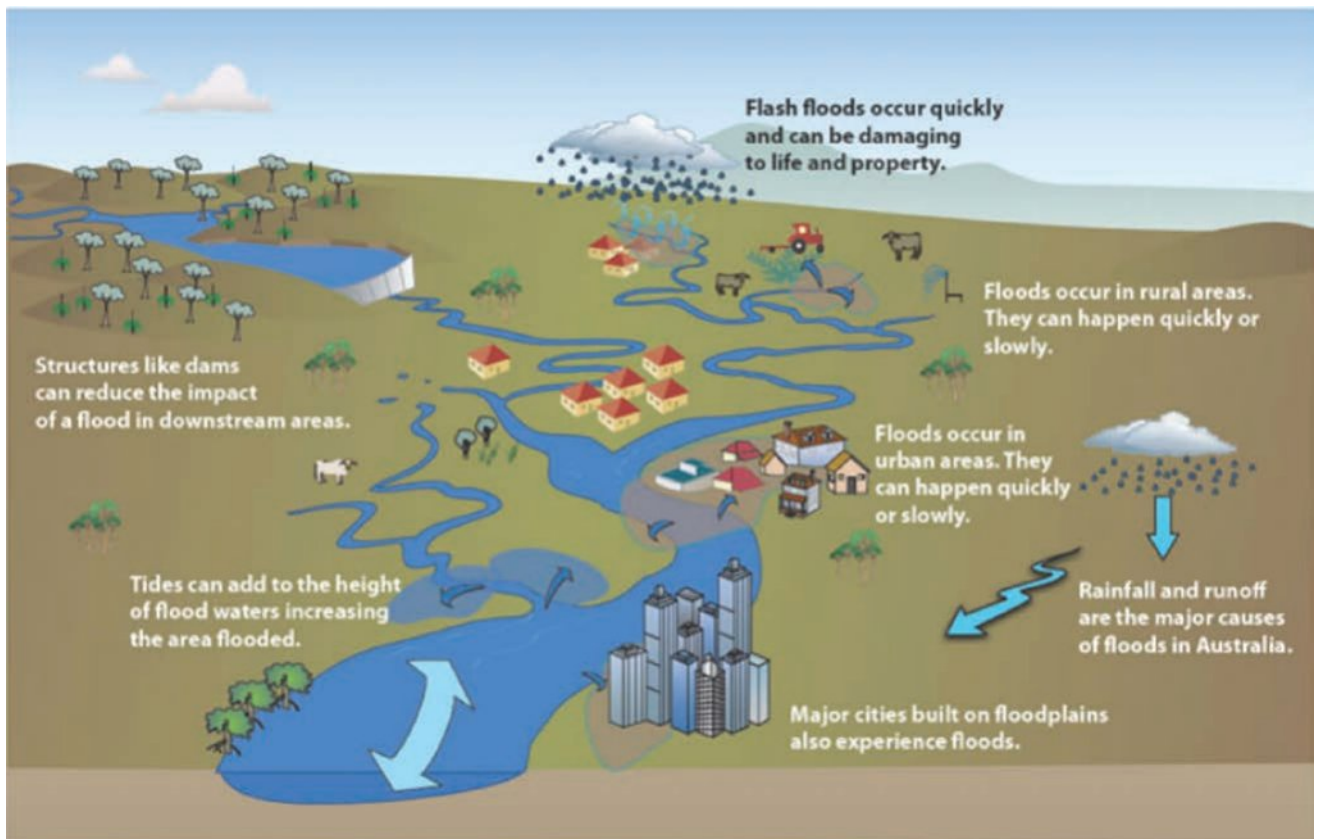 Flash floods occur quickly
and can be damaging
to life and property.
Floods occur in rural areas.
They can happen quickly or
slowly.
Structures like dams
can reduce the impact
of a flood in downstream areas.
Floods occur in
urban areas. They
can happen quickly
or slowly.
Tides can add to the height
of flood waters increasing
the area flooded.
Rainfall and runoff
are the major causes
of floods in Australia.
Major cities built on floodplains
also experience floods.